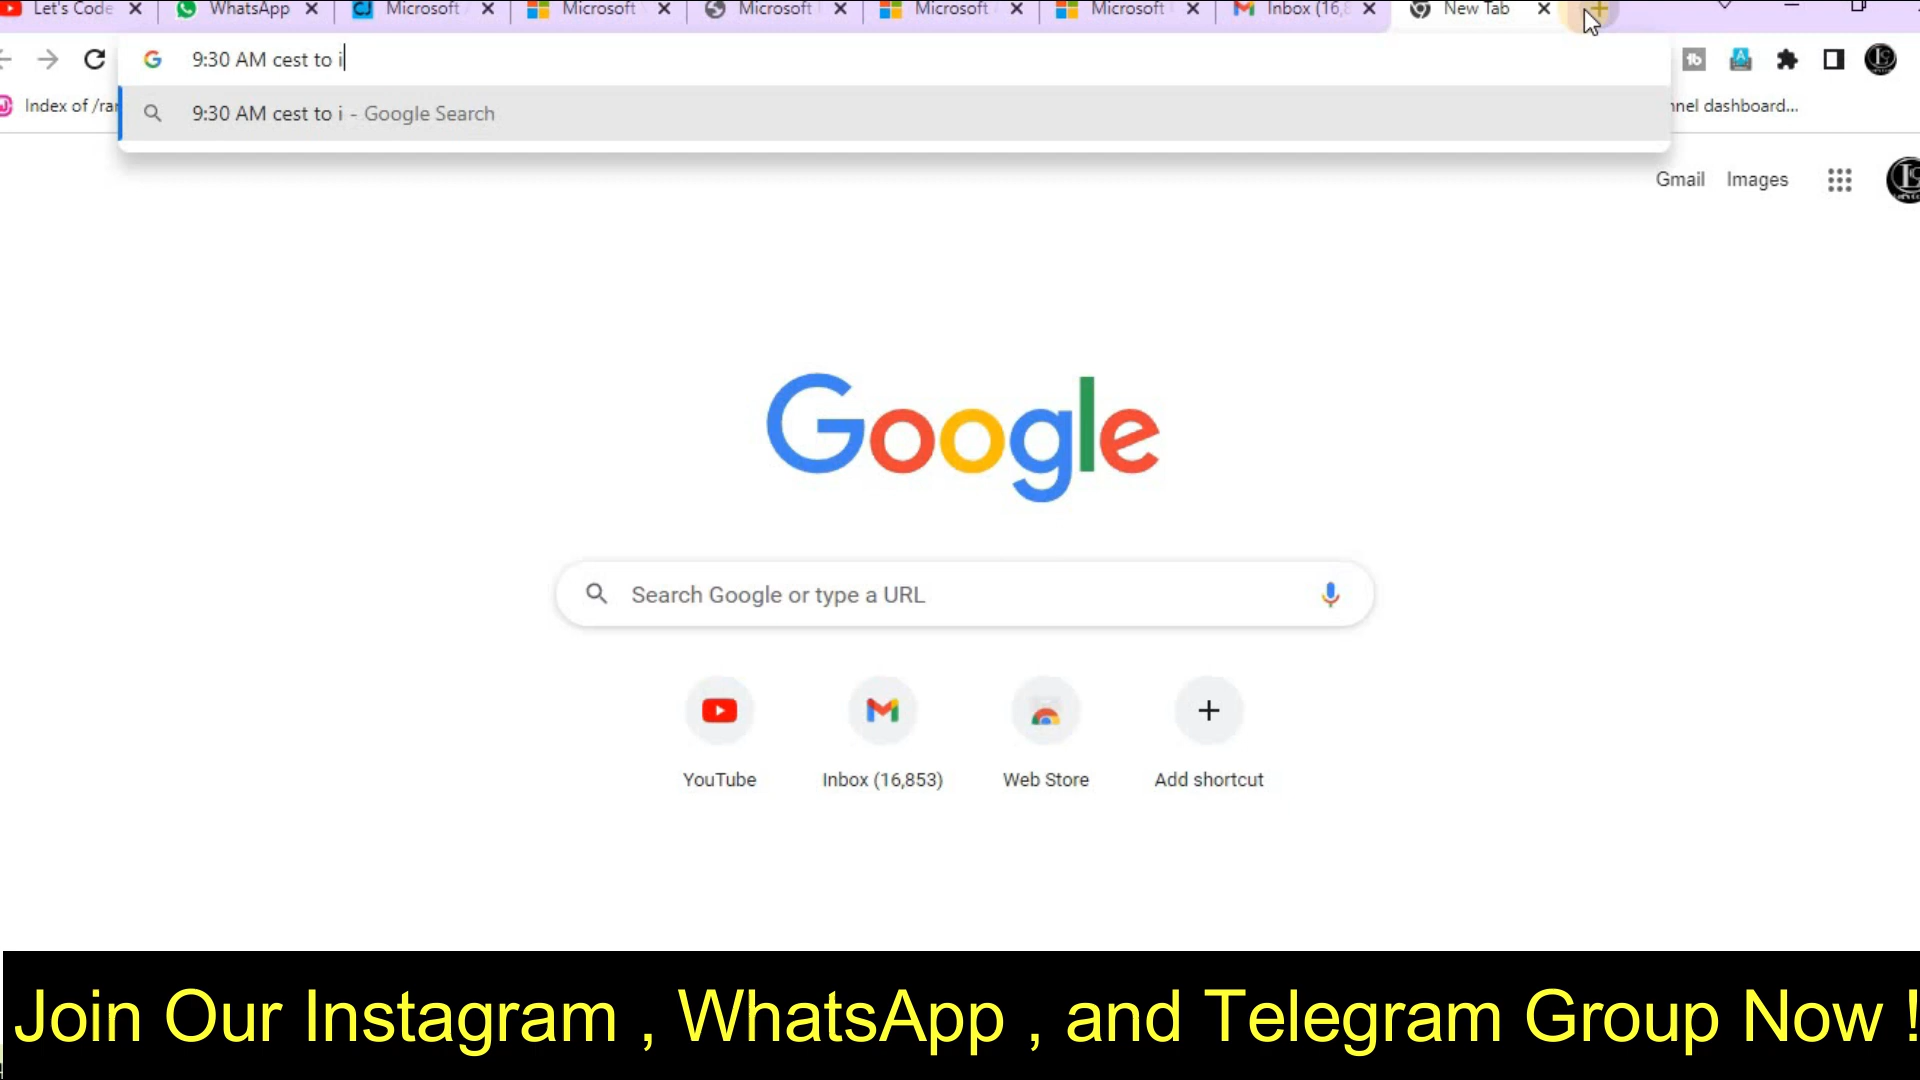 Let's Code
WhatsApp
Microsoft
Microsoft
Microsoft
Microsoft
Microsoft
Inbox (16,
New Tab
9:30 AM cest to i
Index of /ra
9:30 AM cest to i - Google Search
nnel dashboard...
Gmail
Images
Google
Search Google or type a URL
YouTube
Inbox (16,853)
Web Store
Add shortcut
Join Our Instagram , WhatsApp , and Telegram Group Now !